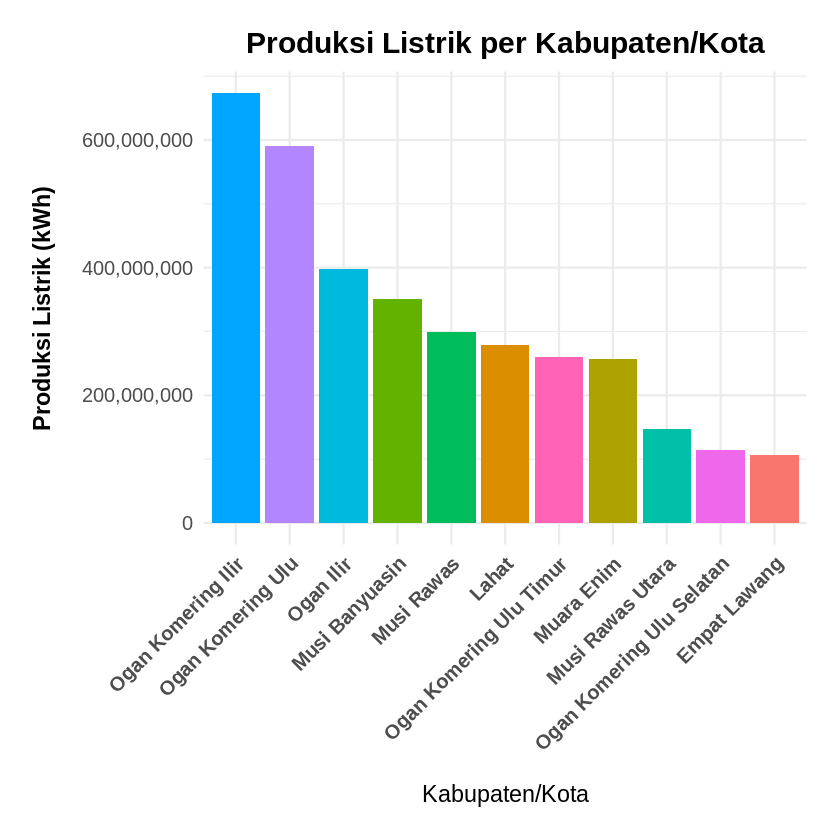 Produksi Listrik per Kabupaten/Kota
Produksi Listrik (kWh)
600,000,000
400,000,000
200,000,000
0
Ogan Komering Ilir
Ogan Komering Ulu
Ogan Ilir
Musi Banyuasin
Musi Rawas
Lahat
Ogan Komering Ulu Timur
Muara Enim
Musi Rawas Utara
Ogan Komering Ulu Selatan
Empat Lawang
Kabupaten/Kota